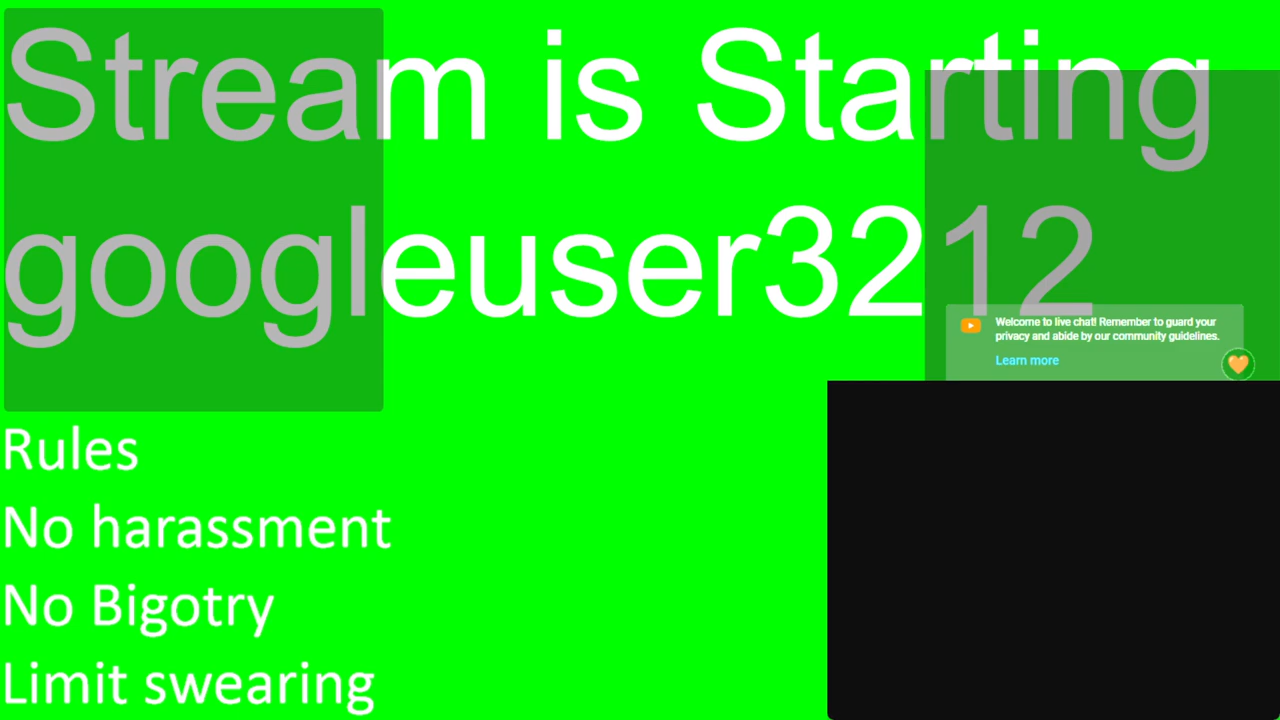 Stream is Starting
googleuser3212
Welcome to live chat! Remember to guard your
privacy and abide by our community guidelines.
Learn more
Rules
No harassment
No Bigotry
Limit swearing